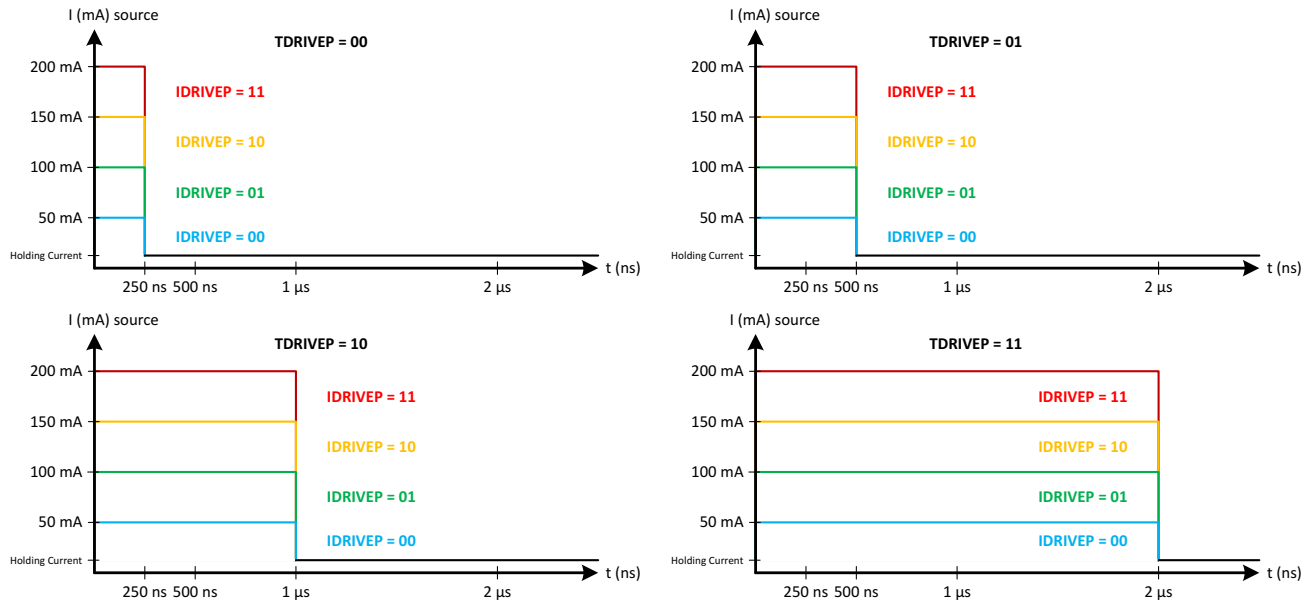 I (mA) source
TDRIVEP = 00
200 mA
IDRIVEP = 11
150 mA
IDRIVEP = 10
100 mA
IDRIVEP = 01
50 mA
IDRIVEP = 00
Holding Current
t (ns)
250 ns 500 ns 1 µs 2 µs
I (mA) source
TDRIVEP = 01
200 mA
IDRIVEP = 11
150 mA
IDRIVEP = 10
100 mA
IDRIVEP = 01
50 mA
IDRIVEP = 00
Holding Current
t (ns)
250 ns 500 ns 1 µs 2 µs
I (mA) source
TDRIVEP = 10
200 mA
IDRIVEP = 11
150 mA
IDRIVEP = 10
100 mA
IDRIVEP = 01
50 mA
IDRIVEP = 00
Holding Current
t (ns)
250 ns 500 ns 1 µs 2 µs
I (mA) source
TDRIVEP = 11
200 mA
IDRIVEP = 11
150 mA
IDRIVEP = 10
100 mA
IDRIVEP = 01
50 mA
IDRIVEP = 00
Holding Current
t (ns)
250 ns 500 ns 1 µs 2 µs